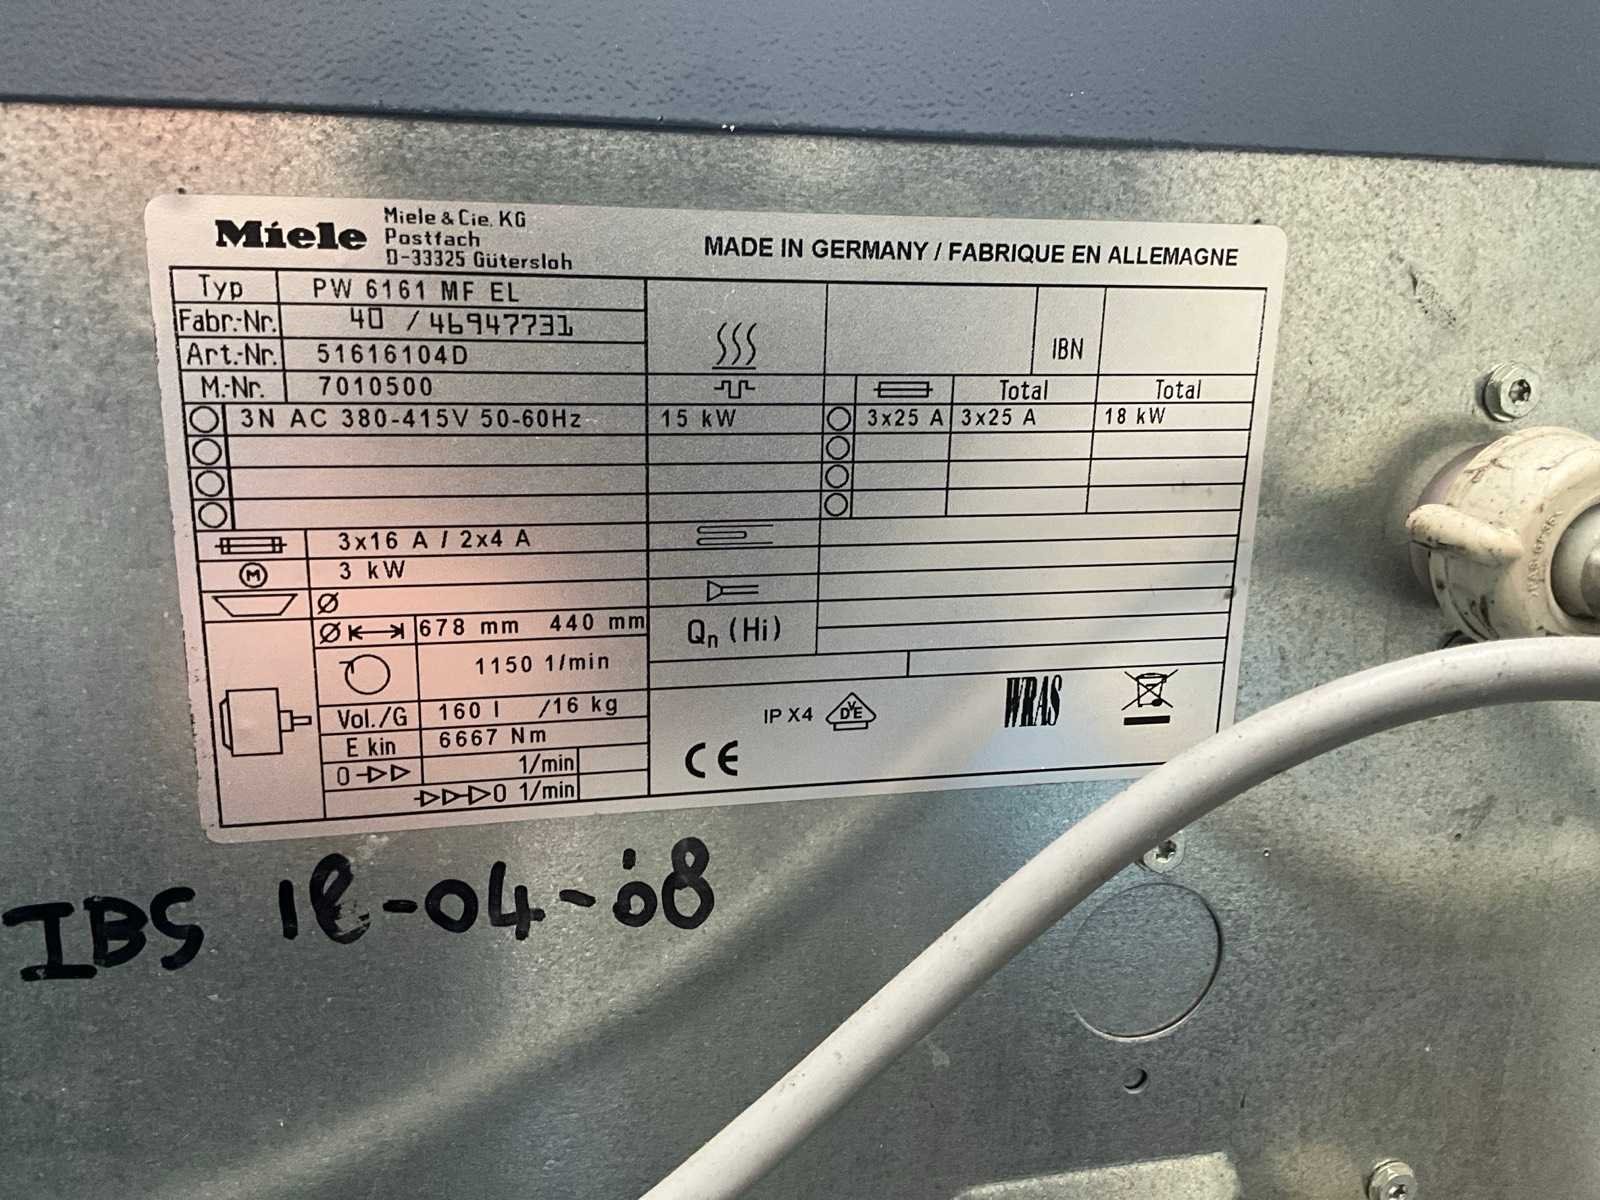 Miele
Miele & Cie. KG
Postfach
D-33325 Gütersloh
MADE IN GERMANY / FABRIQUE EN ALLEMAGNE
Typ PW 6161 MF EL
Fabr.-Nr. 40 / 46947731
Art.-Nr. 51616104D
M.-Nr. 7010500
IBN
Total Total
3N AC 380-415V 50-60Hz 15 kW 3x25 A 3x25 A 18 kW
3x16 A / 2x4 A
M 3 kW
Ø
Ø 678 mm 440 mm
1150 1/min
Vol./G 160 l /16 kg
E kin 6667 Nm
0 1/min
0 1/min
Qn (Hi)
IP X4 VDE WRAS
CE
IBS 18-04-08